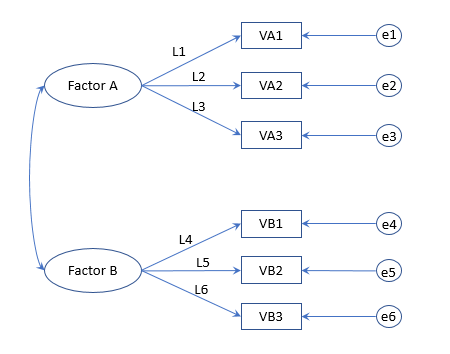 L1
VA1
e1
Factor A
L2
VA2
e2
L3
VA3
e3
L4
VB1
e4
Factor B
L5
VB2
e5
L6
VB3
e6